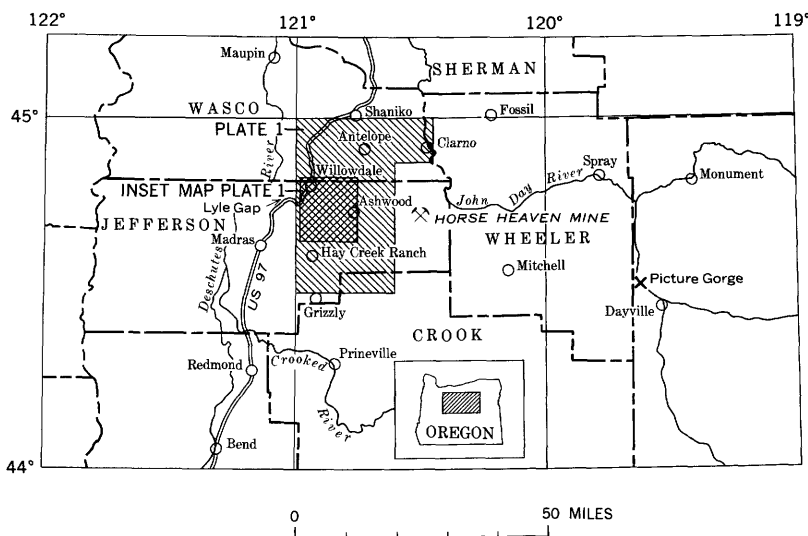 122°
121°
120°
119°
Maupin
SHERMAN
WASCO
Shaniko
Fossil
45°
PLATE 1
Antelope
Clarno
River
Willowdale
INSET MAP PLATE 1
Spray
Monument
John Day River
Lyle Gap
Ashwood
HORSE HEAVEN MINE
JEFFERSON
WHEELER
Madras
Hay Creek Ranch
Mitchell
Deschutes
US 97
Picture Gorge
Grizzly
Dayville
CROOK
Redmond
Crooked
Prineville
River
OREGON
Bend
44°
0
50 MILES